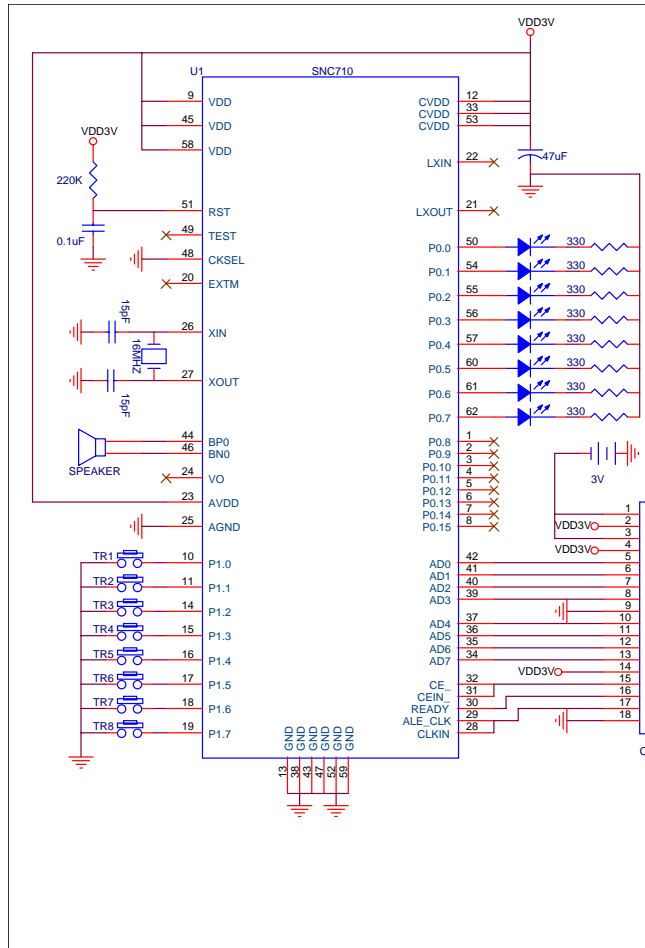 VDD3V
U1 SNC710
9 VDD CVDD 12
CVDD 33
45 VDD CVDD 53
58 VDD
VDD3V
LXIN 22
47uF
220K
51 RST LXOUT 21
0.1uF
49 TEST P0.0 50 330
48 CKSEL P0.1 54 330
20 EXTM P0.2 55 330
15pF
26 XIN P0.3 56 330
16MHZ
P0.4 57 330
27 XOUT P0.5 60 330
15pF
P0.6 61 330
P0.7 62 330
44 BP0 P0.8 1
46 BN0 P0.9 2
SPEAKER
P0.10 3
24 VO P0.11 4
3V
P0.12 5
23 AVDD P0.13 6
P0.14 7
25 AGND P0.15 8
1
VDD3V 2
3
VDD3V 4
TR1 10 P1.0 AD0 42 5
AD1 41 6
TR2 11 P1.1 AD2 40 7
AD3 39 8
TR3 14 P1.2 9
AD4 37 10
TR4 15 P1.3 AD5 36 11
AD6 35 12
TR5 16 P1.4 AD7 34 13
VDD3V 14
TR6 17 P1.5 CE_ 32 15
CEIN_ 31 16
TR7 18 P1.6 READY 30 17
ALE_CLK 29 18
TR8 19 P1.7 CLKIN 28
GND GND GND GND GND GND
13 38 43 47 52 59